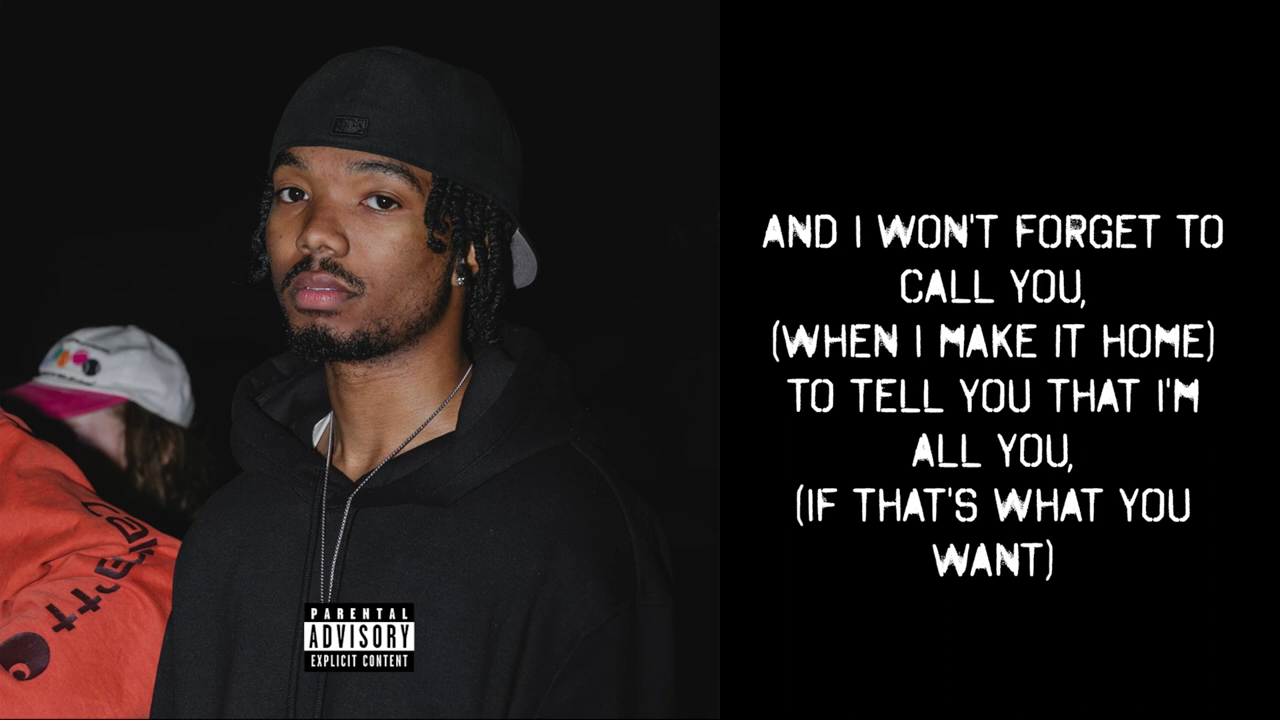 AND I WON'T FORGET TO
CALL YOU,
(WHEN I MAKE IT HOME)
TO TELL YOU THAT I'M
ALL YOU,
(IF THAT'S WHAT YOU
WANT)
carhartt
PARENTAL
ADVISORY
EXPLICIT CONTENT